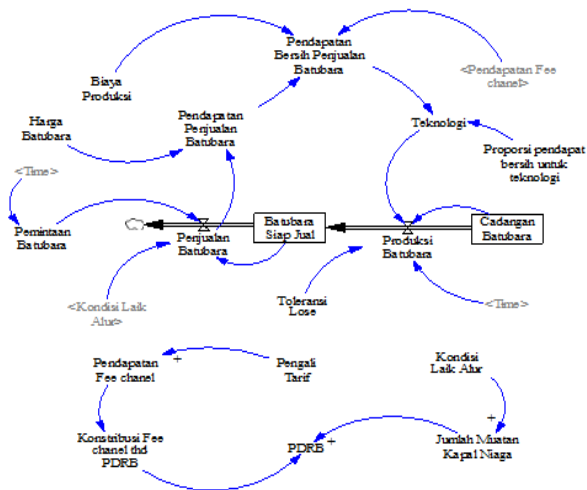 Pendapatan
Bersih Penjualan
Batubara
Biaya
Produksi
<Pendapatan Fee
chanel>
Harga
Batubara
Pendapatan
Penjualan
Batubara
Teknologi
Proporsi pendapat
bersih untuk
teknologi
<Time>
Pemintaan
Batubara
Penjualan
Batubara
Batubara
Siap Jual
Produksi
Batubara
Cadangan
Batubara
<Kondisi Laik
Alur>
Toleransi
Lose
<Time>
Pendapatan
Fee chanel
+
Pengali
Tarif
Kondisi
Laik Alur
+
Konstribusi Fee
chanel thd
PDRB
PDRB
+
Jumlah Muatan
Kapal Niaga